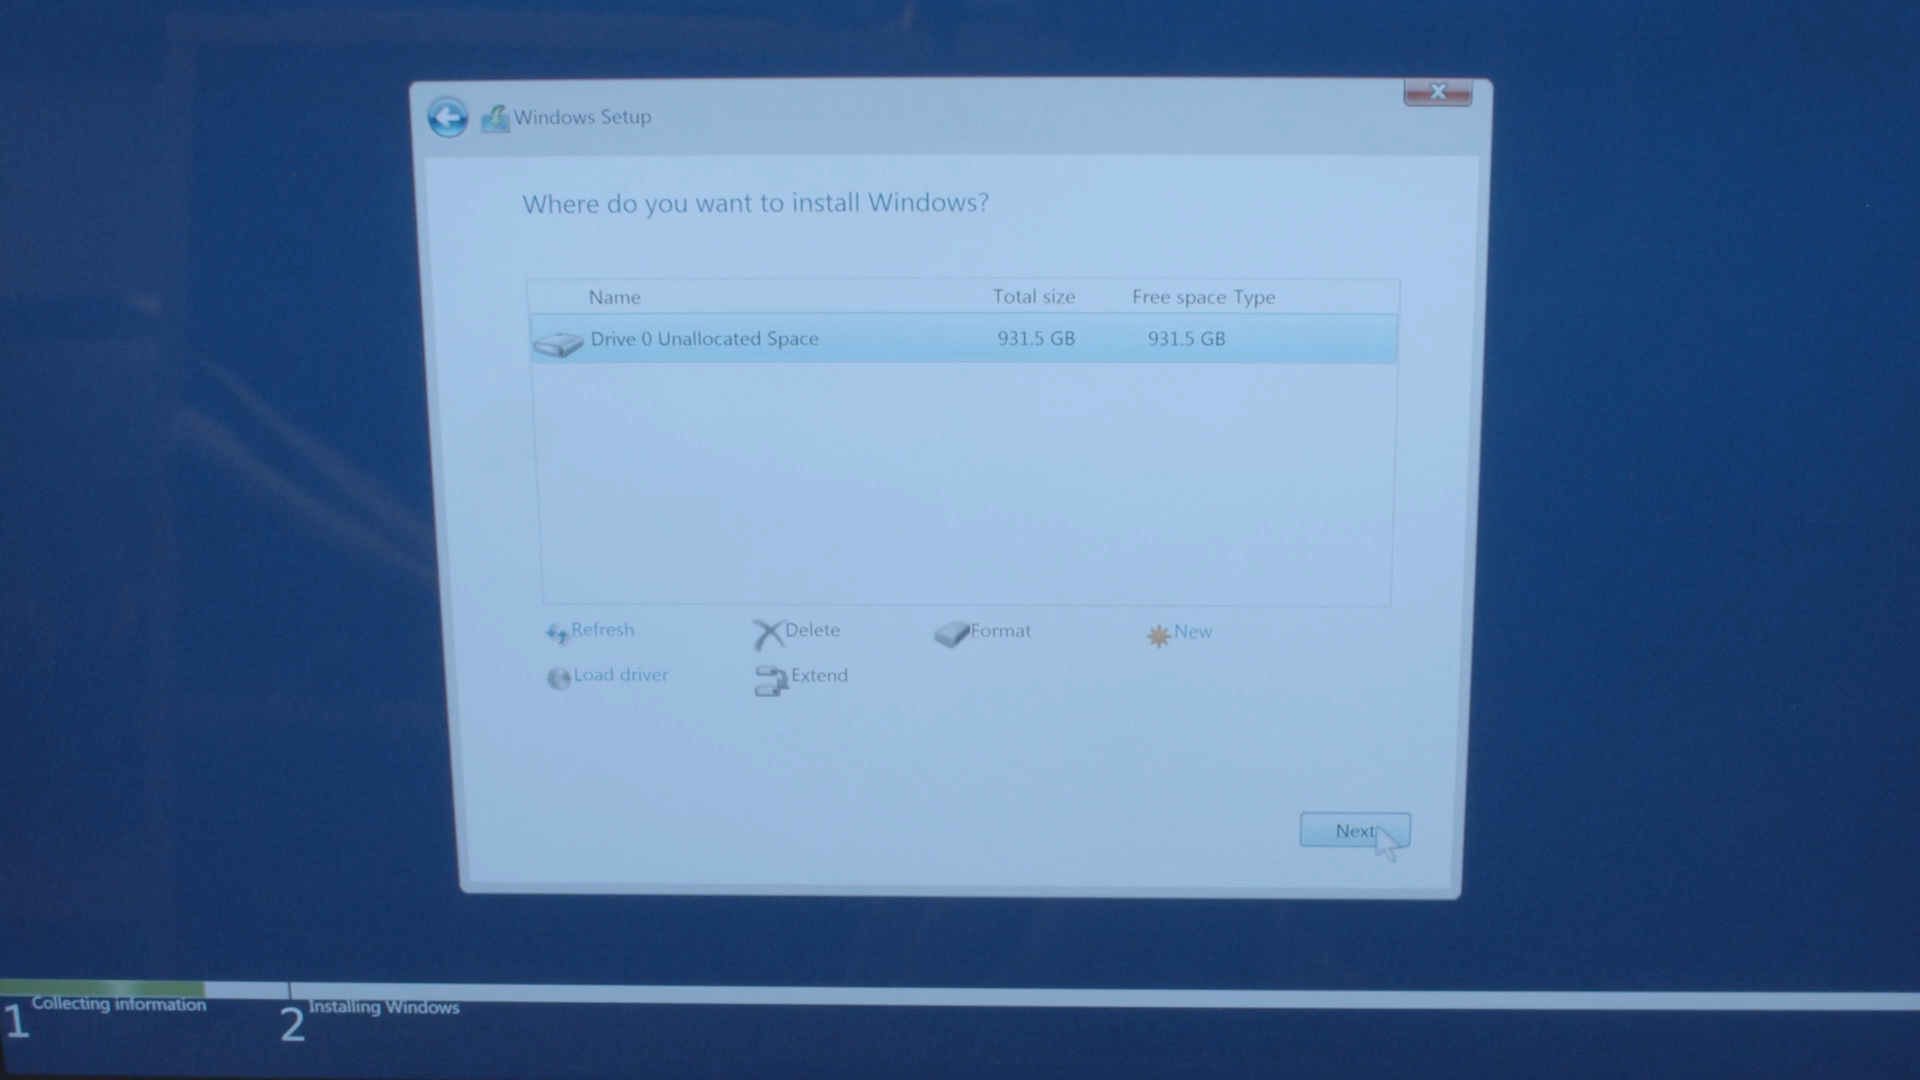 Windows Setup
Where do you want to install Windows?
Name Total size Free space Type
Drive 0 Unallocated Space 931.5 GB 931.5 GB
Refresh Delete Format New
Load driver Extend
Next
1 Collecting information 2 Installing Windows